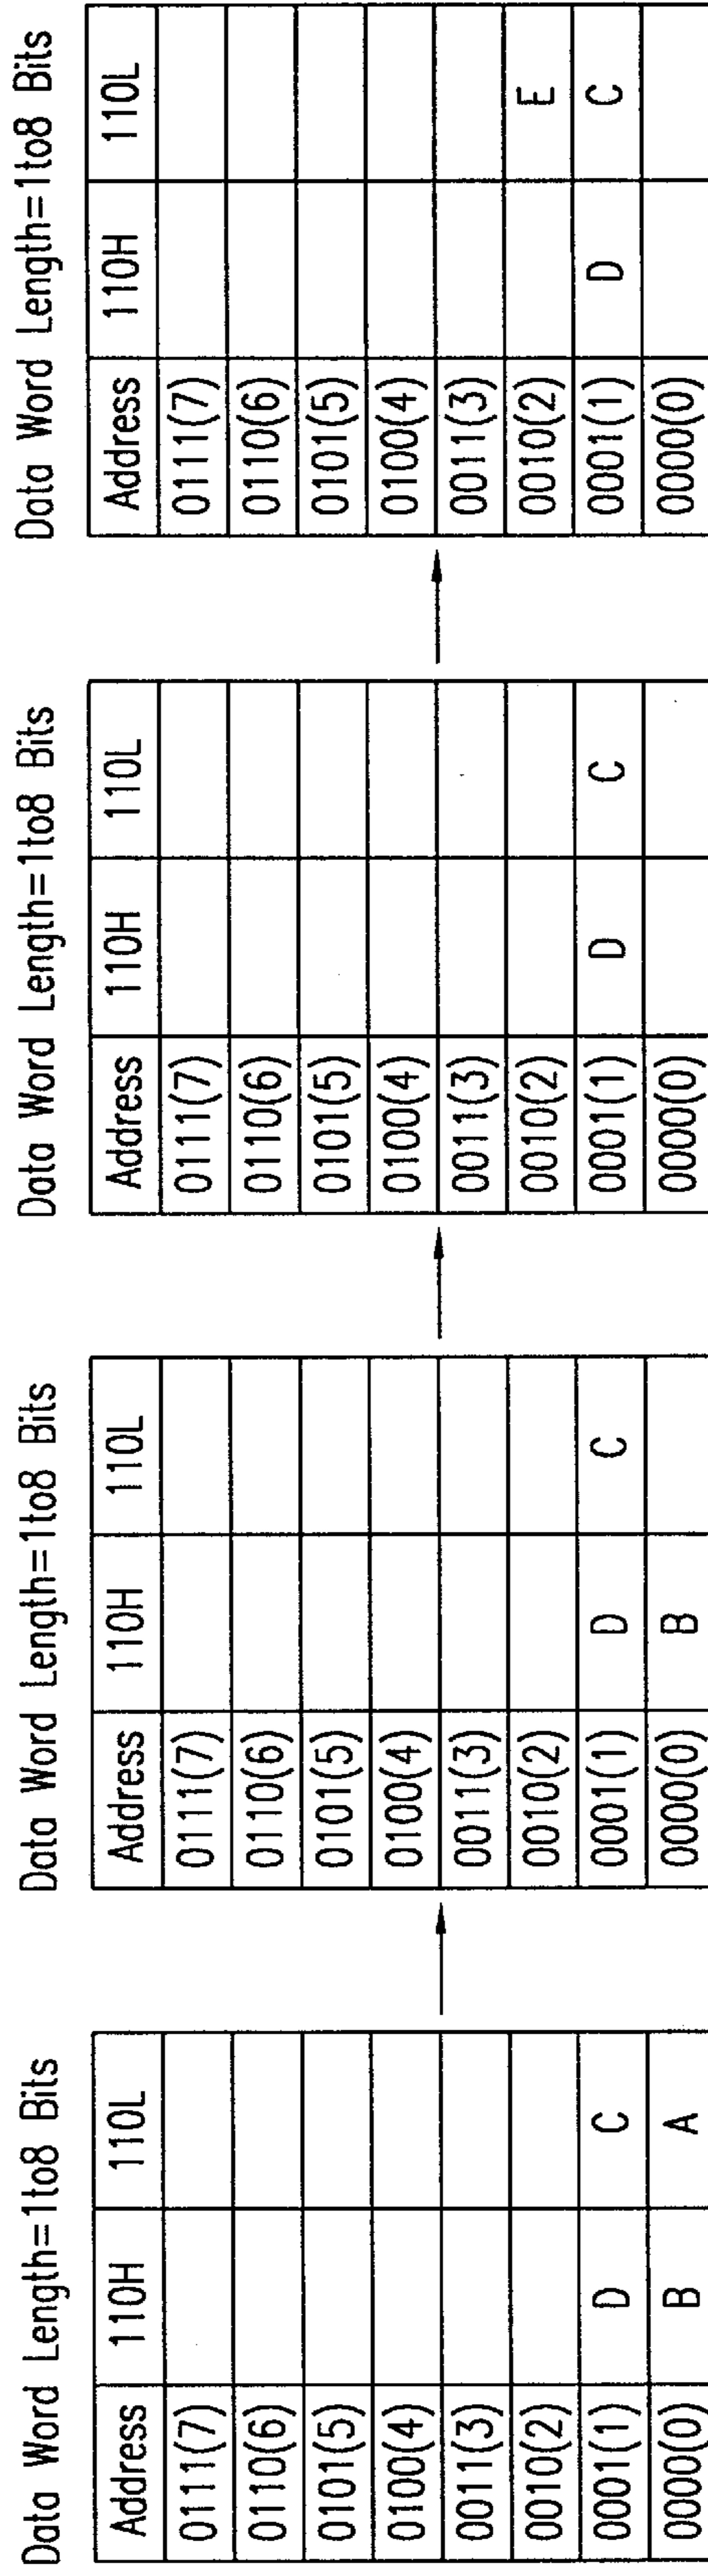 Data Word Length=1to8 Bits
Address 110H 110L
0111(7)
0110(6)
0101(5)
0100(4)
0011(3)
0010(2)
0001(1) D C
0000(0) B A
Data Word Length=1to8 Bits
Address 110H 110L
0111(7)
0110(6)
0101(5)
0100(4)
0011(3)
0010(2)
0001(1) D C
0000(0) B
Data Word Length=1to8 Bits
Address 110H 110L
0111(7)
0110(6)
0101(5)
0100(4)
0011(3)
0010(2)
0001(1) D C
0000(0)
Data Word Length=1to8 Bits
Address 110H 110L
0111(7)
0110(6)
0101(5)
0100(4)
0011(3)
0010(2) E
0001(1) D C
0000(0)